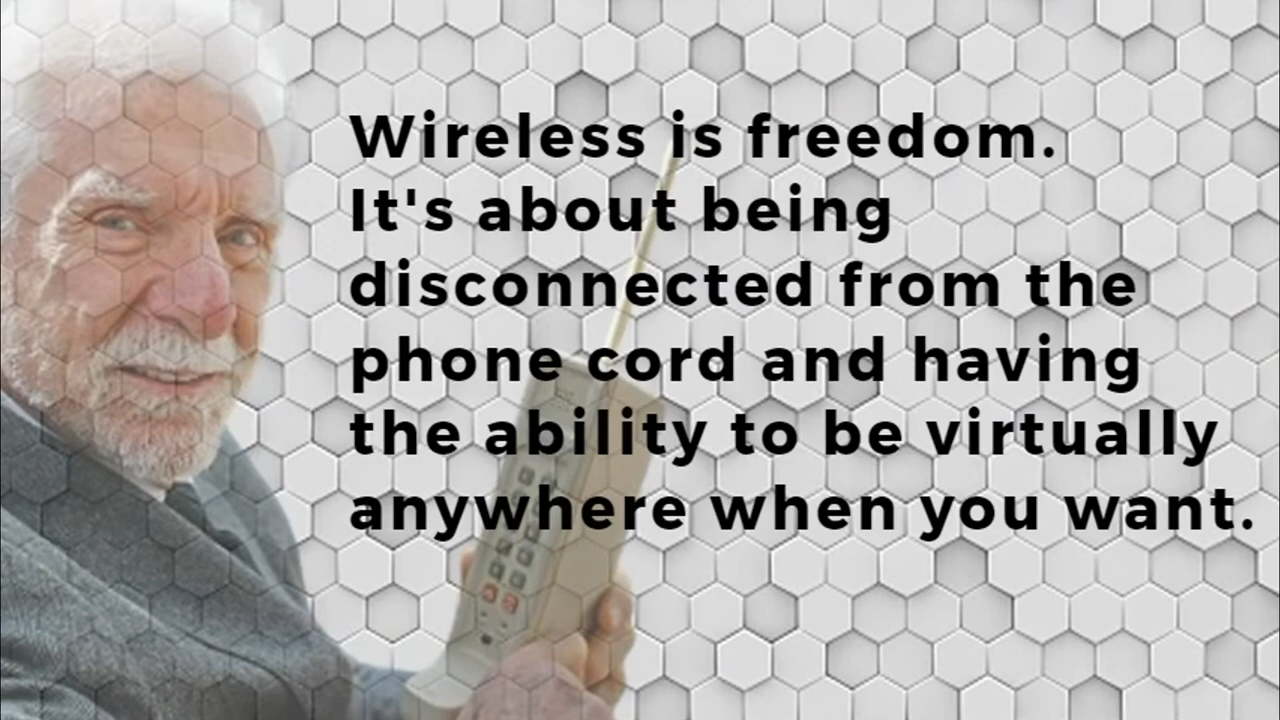 Wireless is freedom.
It's about being
disconnected from the
phone cord and having
the ability to be virtually
anywhere when you want.